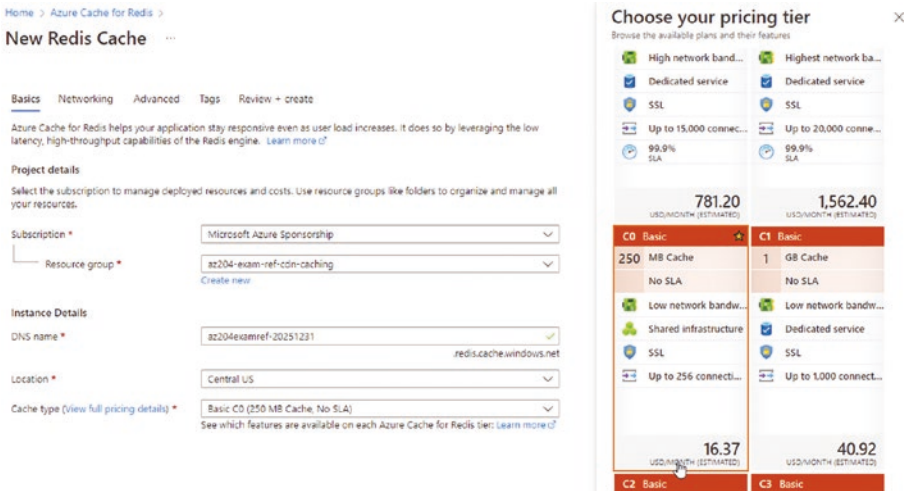 Home > Azure Cache for Redis >
New Redis Cache ...
Basics Networking Advanced Tags Review + create
Azure Cache for Redis helps your application stay responsive even as user load increases. It does so by leveraging the low
latency, high-throughput capabilities of the Redis engine. Learn more
Project details
Select the subscription to manage deployed resources and costs. Use resource groups like folders to organize and manage all
your resources.
Subscription *
Microsoft Azure Sponsorship
Resource group *
az204-exam-ref-cdn-caching
Create new
Instance Details
DNS name *
az204examref-20251231
.redis.cache.windows.net
Location *
Central US
Cache type (View full pricing details) *
Basic C0 (250 MB Cache, No SLA)
See which features are available on each Azure Cache for Redis tier: Learn more
Choose your pricing tier
Browse the available plans and their features
High network band... Highest network ba...
Dedicated service Dedicated service
SSL SSL
Up to 15,000 connec... Up to 20,000 conne...
99.9% 99.9%
SLA SLA
781.20 1,562.40
USD/MONTH (ESTIMATED) USD/MONTH (ESTIMATED)
C0 Basic C1 Basic
250 MB Cache 1 GB Cache
No SLA No SLA
Low network bandw... Low network bandw...
Shared infrastructure Dedicated service
SSL SSL
Up to 256 connecti... Up to 1,000 connect...
16.37 40.92
USD/MONTH (ESTIMATED) USD/MONTH (ESTIMATED)
C2 Basic C3 Basic